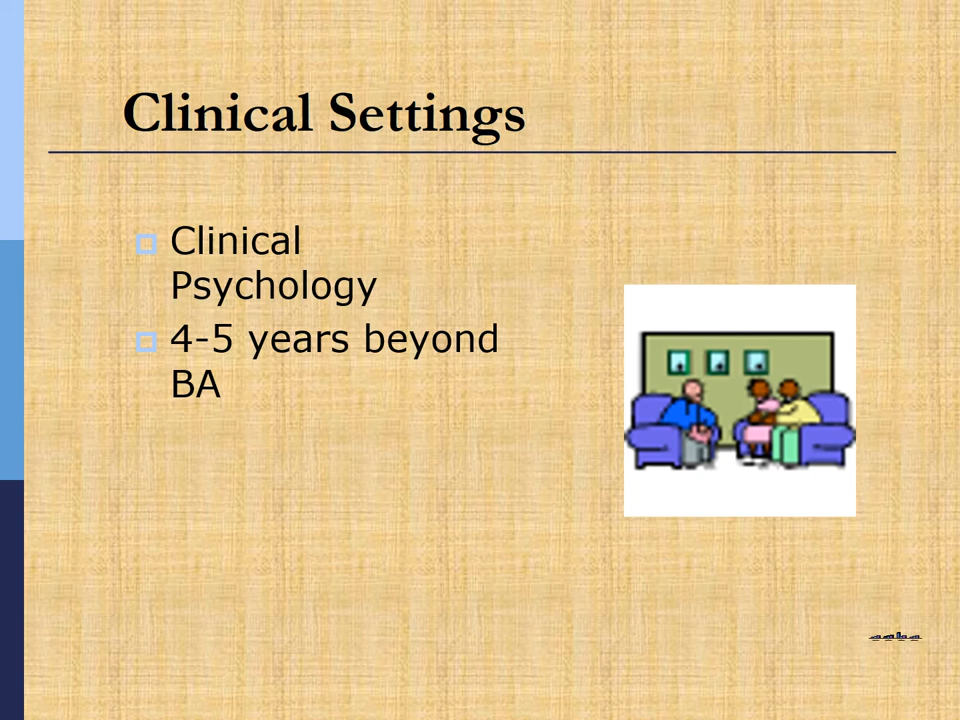 Clinical Settings
Clinical
Psychology
4-5 years beyond
BA